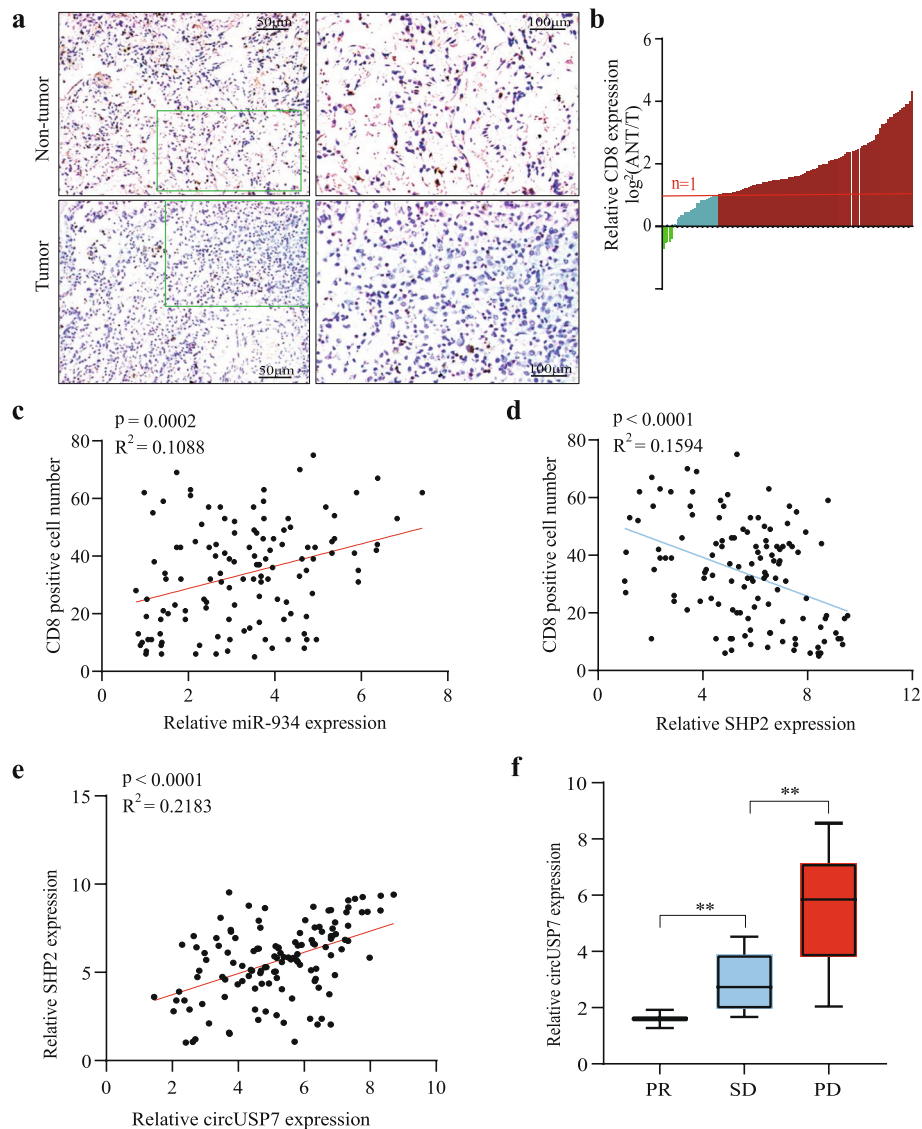 a
50μm
100μm
Non-tumor
Tumor
50μm
100μm
b
Relative CD8 expression
log²(ANT/T)
6
4
2
0
n=1
c
p = 0.0002
R² = 0.1088
CD8 positive cell number
80
60
40
20
0
0 2 4 6 8
Relative miR-934 expression
d
p < 0.0001
R² = 0.1594
CD8 positive cell number
80
60
40
20
0
0 4 8 12
Relative SHP2 expression
e
p < 0.0001
R² = 0.2183
Relative SHP2 expression
15
10
5
0
0 2 4 6 8 10
Relative circUSP7 expression
f
Relative circUSP7 expression
10
8
6
4
2
0
**
**
PR SD PD